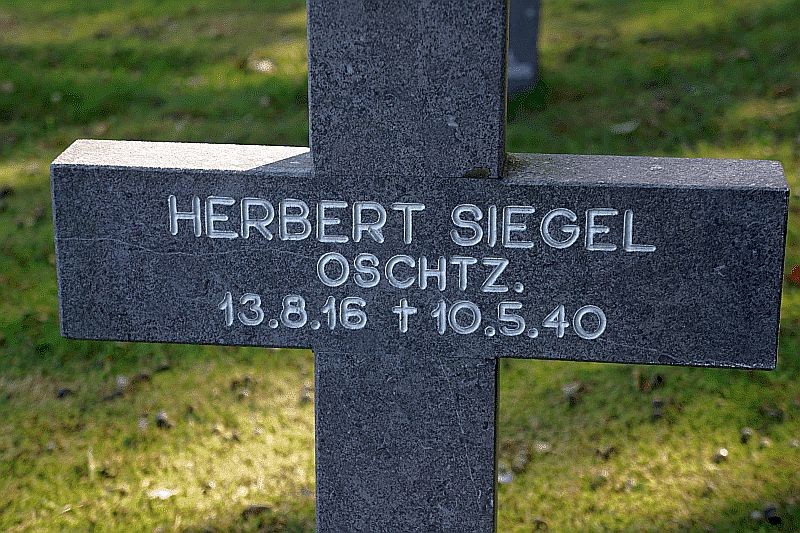 HERBERT SIEGEL
OSCHTZ.
13.8.16 † 10.5.40